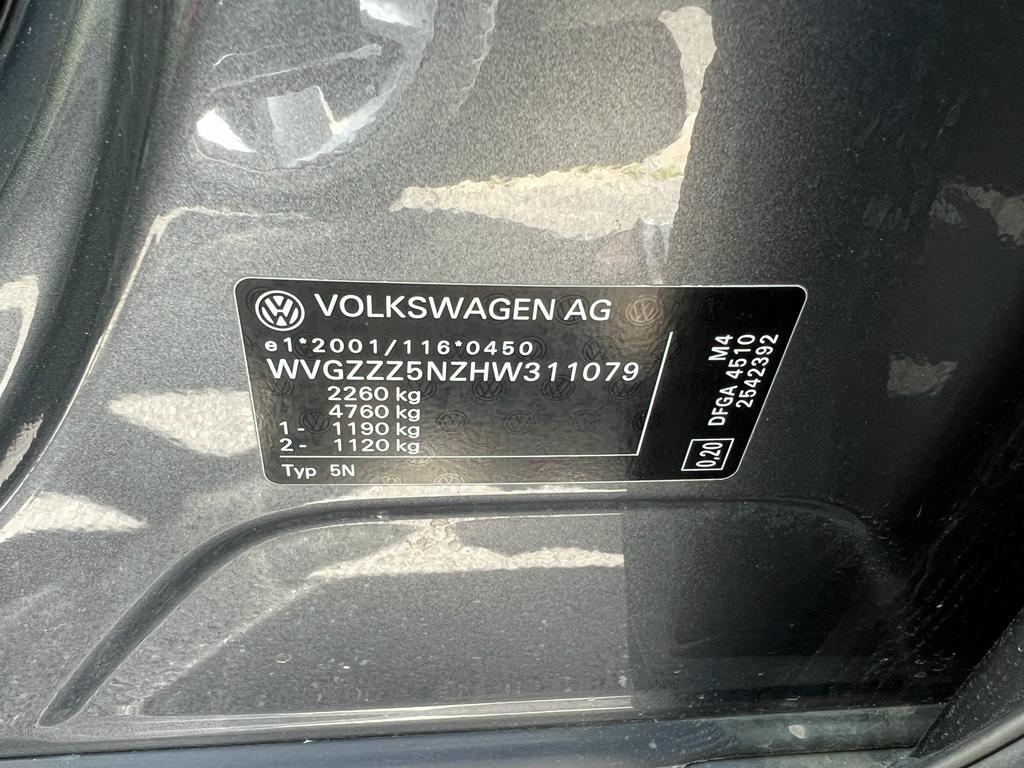 VOLKSWAGEN AG
e1*2001/116*0450
WVGZZZ5NZHW311079
2260 kg
4760 kg
1- 1190 kg
2- 1120 kg
Typ 5N
M4
DFGA 4510
2542392
0,20